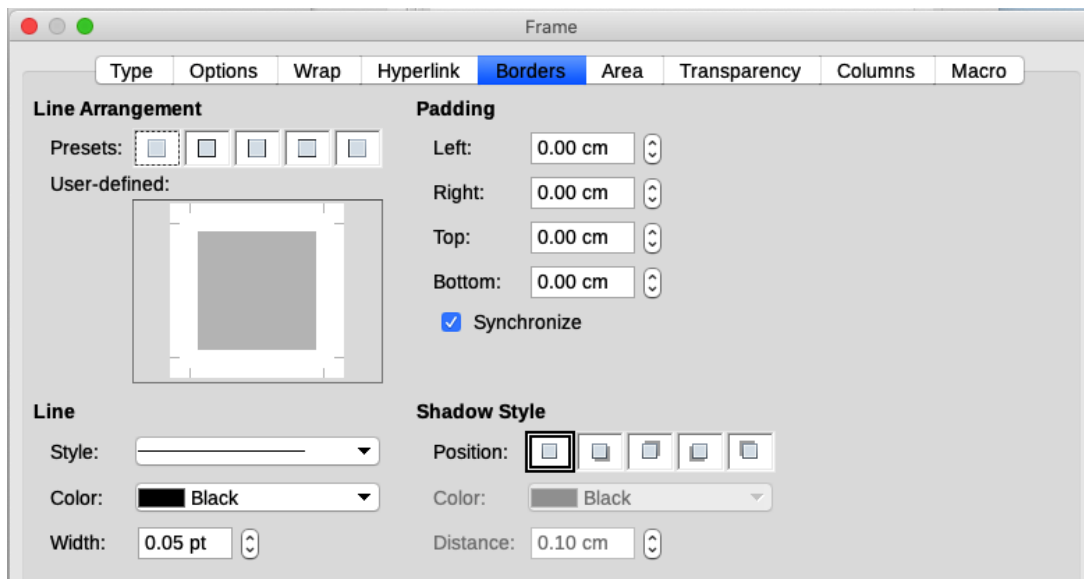 Frame
Type Options Wrap Hyperlink Borders Area Transparency Columns Macro
Line Arrangement
Presets:
User-defined:
Padding
Left: 0.00 cm
Right: 0.00 cm
Top: 0.00 cm
Bottom: 0.00 cm
Synchronize
Line
Style:
Color: Black
Width: 0.05 pt
Shadow Style
Position:
Color: Black
Distance: 0.10 cm